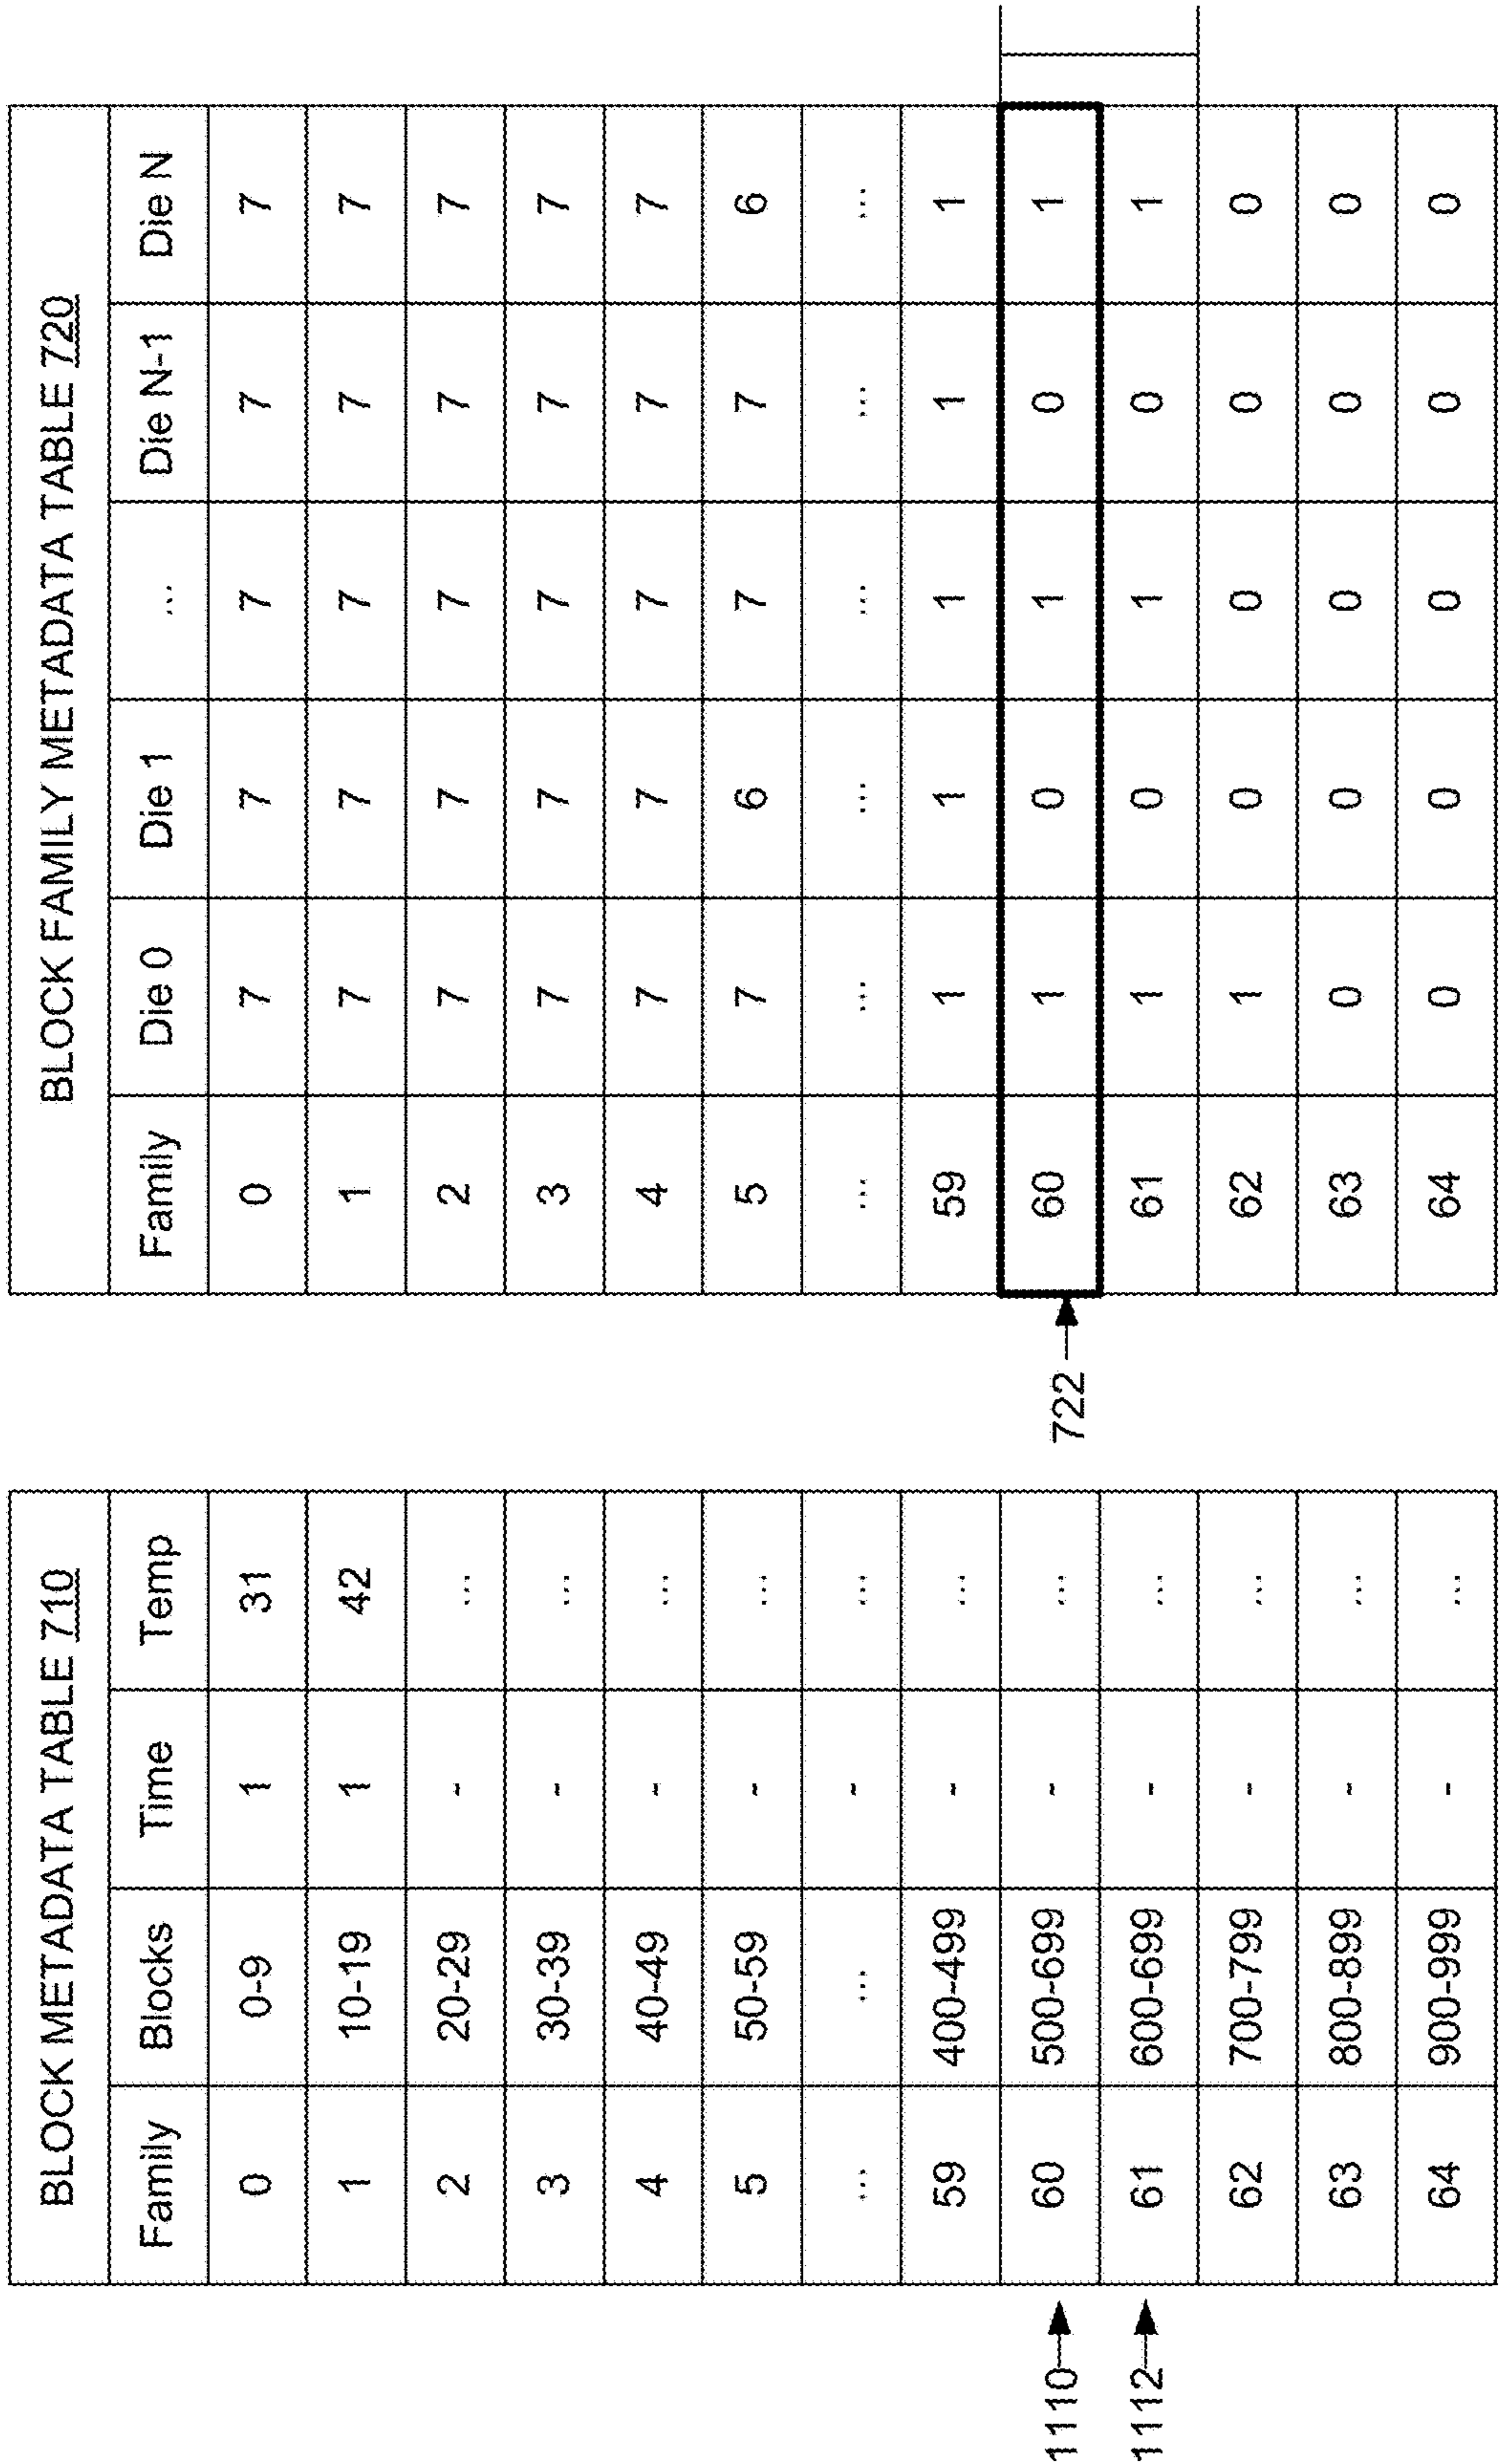 BLOCK METADATA TABLE 710
Family Blocks Time Temp
0 0-9 1 31
1 10-19 1 42
2 20-29 - ...
3 30-39 - ...
4 40-49 - ...
5 50-59 - ...
... ... - ...
59 400-499 - ...
1110 60 500-699 - ...
1112 61 600-699 - ...
62 700-799 - ...
63 800-899 - ...
64 900-999 - ...
BLOCK FAMILY METADATA TABLE 720
Family Die 0 Die 1 ... Die N-1 Die N
0 7 7 7 7 7
1 7 7 7 7 7
2 7 7 7 7 7
3 7 7 7 7 7
4 7 7 7 7 7
5 7 6 7 7 6
... ... ... ... ... ...
59 1 1 1 1 1
722 60 1 0 1 0 1
61 1 0 1 0 1
62 1 0 0 0 0
63 0 0 0 0 0
64 0 0 0 0 0